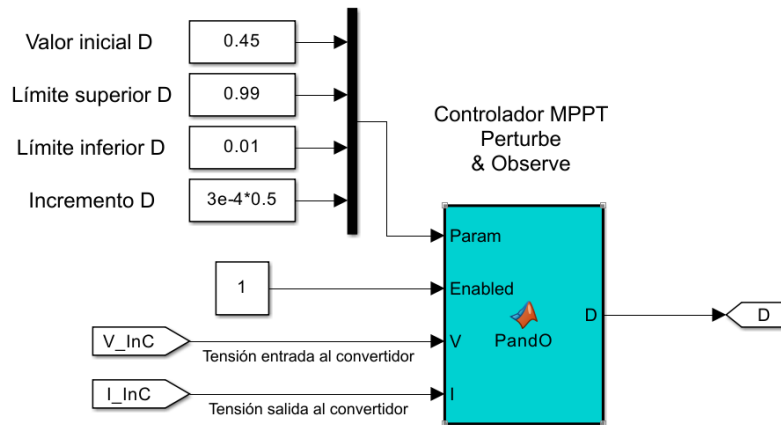 Valor inicial D
0.45
Límite superior D
0.99
Límite inferior D
0.01
Incremento D
3e-4*0.5
Controlador MPPT
Perturbe
& Observe
Param
1
Enabled
D
D
V_InC
Tensión entrada al convertidor
V
PandO
I_InC
Tensión salida al convertidor
I